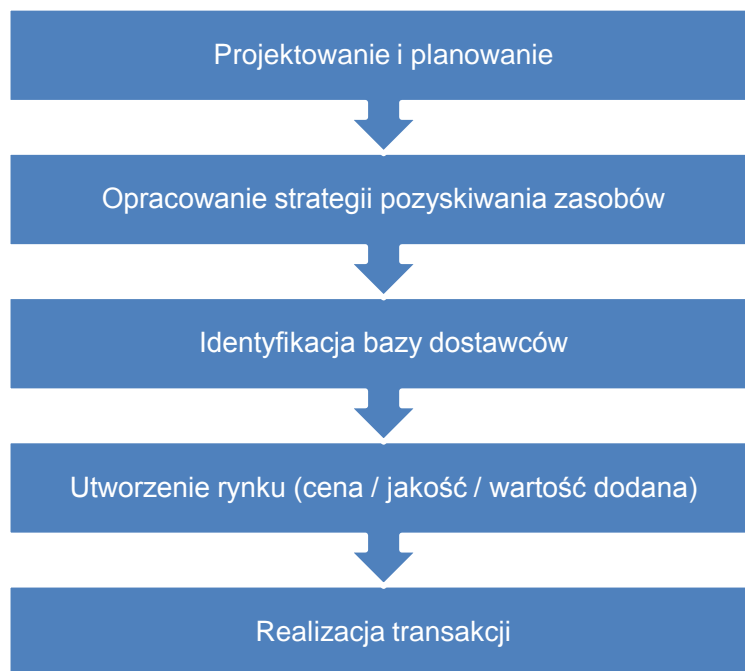 Projektowanie i planowanie
Opracowanie strategii pozyskiwania zasobów
Identyfikacja bazy dostawców
Utworzenie rynku (cena / jakość / wartość dodana)
Realizacja transakcji